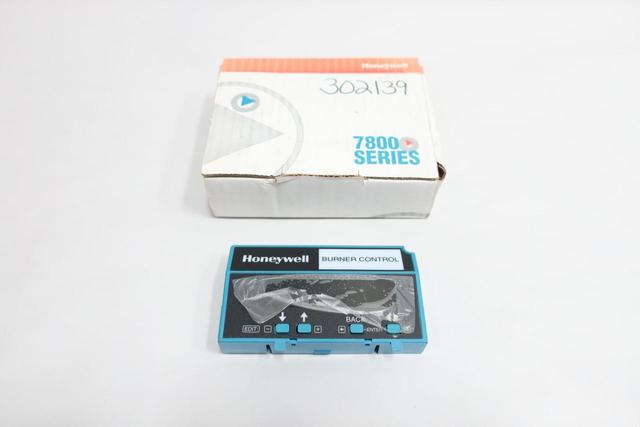 Honeywell
302139
7800
SERIES
Honeywell BURNER CONTROL
BACK
EDIT - + ENTER